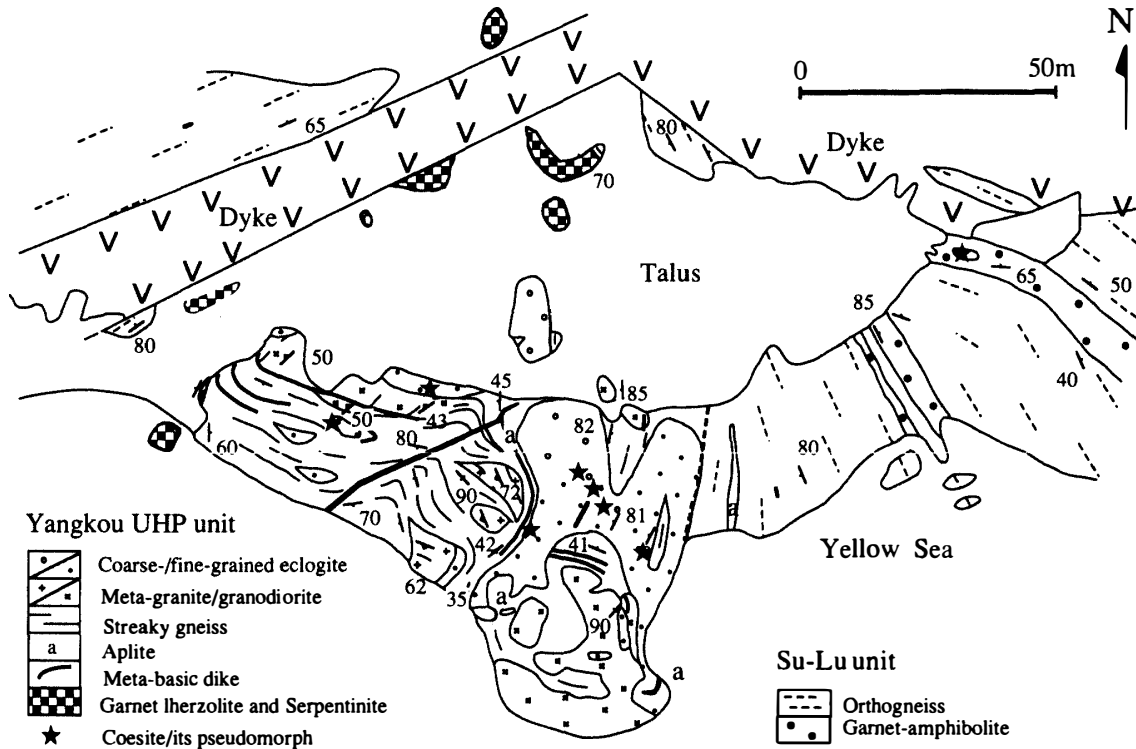 N
0 50m
65
80
Dyke
70
Dyke
Talus
65
50
80
85
50
45
85
40
50
43
82
80
a
60
80
90
72
70
81
42
41
a
Yellow Sea
62
35
a
90
a
Yangkou UHP unit
Coarse-/fine-grained eclogite
Meta-granite/granodiorite
Streaky gneiss
a Aplite
Meta-basic dike
Garnet lherzolite and Serpentinite
Coesite/its pseudomorph
Su-Lu unit
Orthogneiss
Garnet-amphibolite